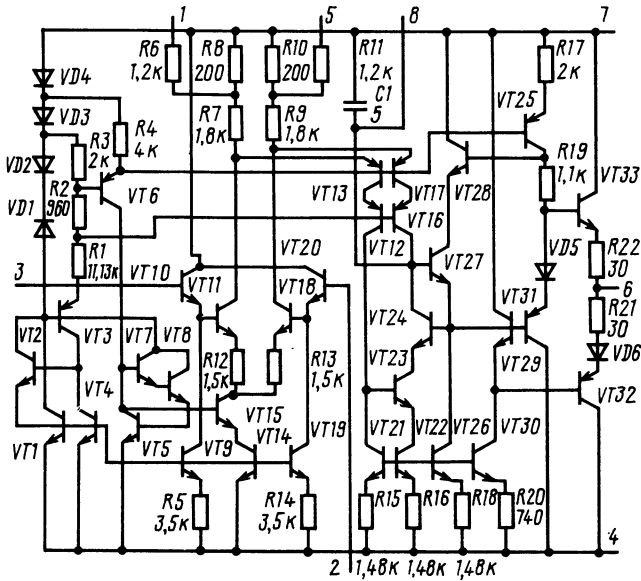 1 5 8 7
R6 R8 R10 R11 R17
1,2к 200 200 1,2к 2к
C1
5
VD4
VT25
VD3 R3 R4 R7 R9
2к 4к 1,8к 1,8к
R19
1,1к
VD2
R2 VT6 VT13 VT17 VT28 VT33
960
VD1 VT16
R1 VT12 R22
11,13к VT20 30
3 VT10 VT11 VT18 VT27 VD5
6
VT24 VT31 R21
30
VT2 VT3 VT7 VT8 R12 R13 VT29 VD6
1,5к 1,5к VT23
VT32
VT4 VT15
VT1 VT5 VT9 VT14 VT19 VT21 VT22 VT26 VT30
R5 R14 R15 R16 R18 R20
3,5к 3,5к 740
4
2 1,48к 1,48к 1,48к